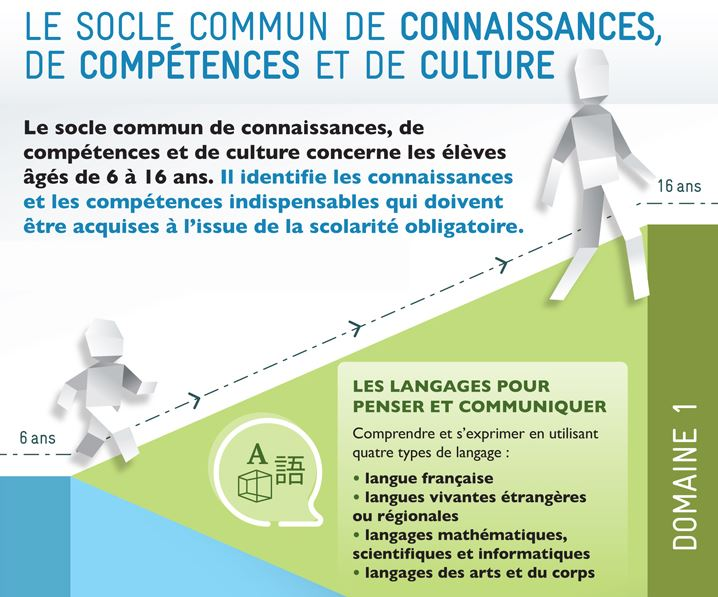 LE SOCLE COMMUN DE CONNAISSANCES,
DE COMPÉTENCES ET DE CULTURE
Le socle commun de connaissances, de
compétences et de culture concerne les élèves
âgés de 6 à 16 ans. Il identifie les connaissances
et les compétences indispensables qui doivent
être acquises à l’issue de la scolarité obligatoire.
16 ans
6 ans
A 語
LES LANGAGES POUR
PENSER ET COMMUNIQUER
Comprendre et s’exprimer en utilisant
quatre types de langage :
• langue française
• langues vivantes étrangères
ou régionales
• langages mathématiques,
scientifiques et informatiques
• langages des arts et du corps
DOMAINE 1